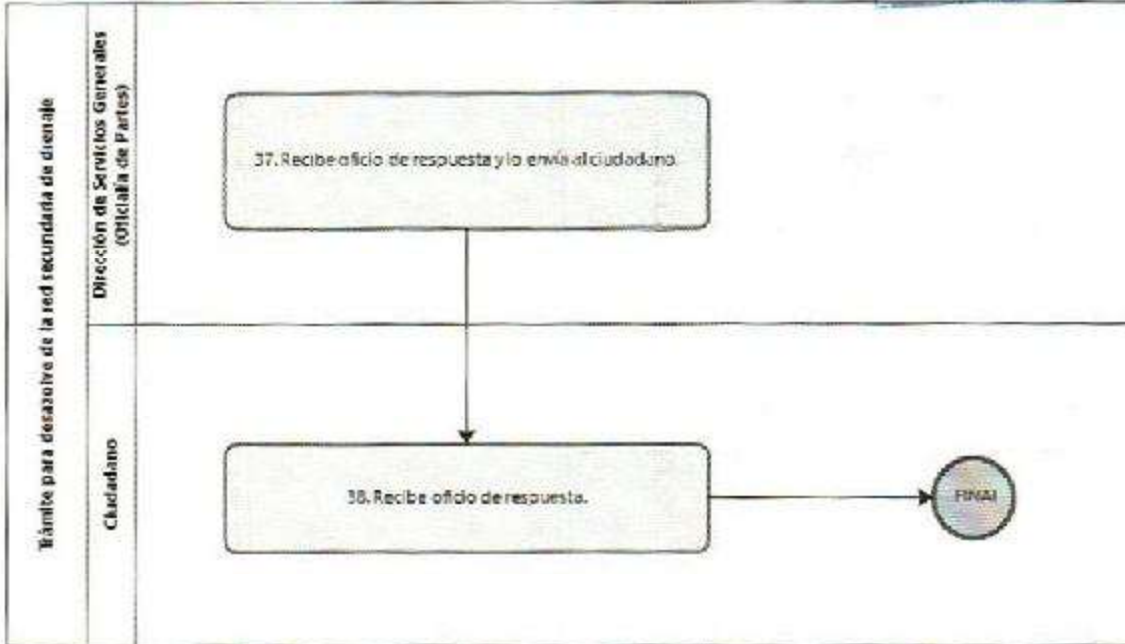 Trámite para desazolve de la red secundaria de drenaje
Dirección de Servicios Generales
(Oficialía de Partes)
37. Recibe oficio de respuesta y lo envía al ciudadano.
Ciudadano
38. Recibe oficio de respuesta.
FINAL